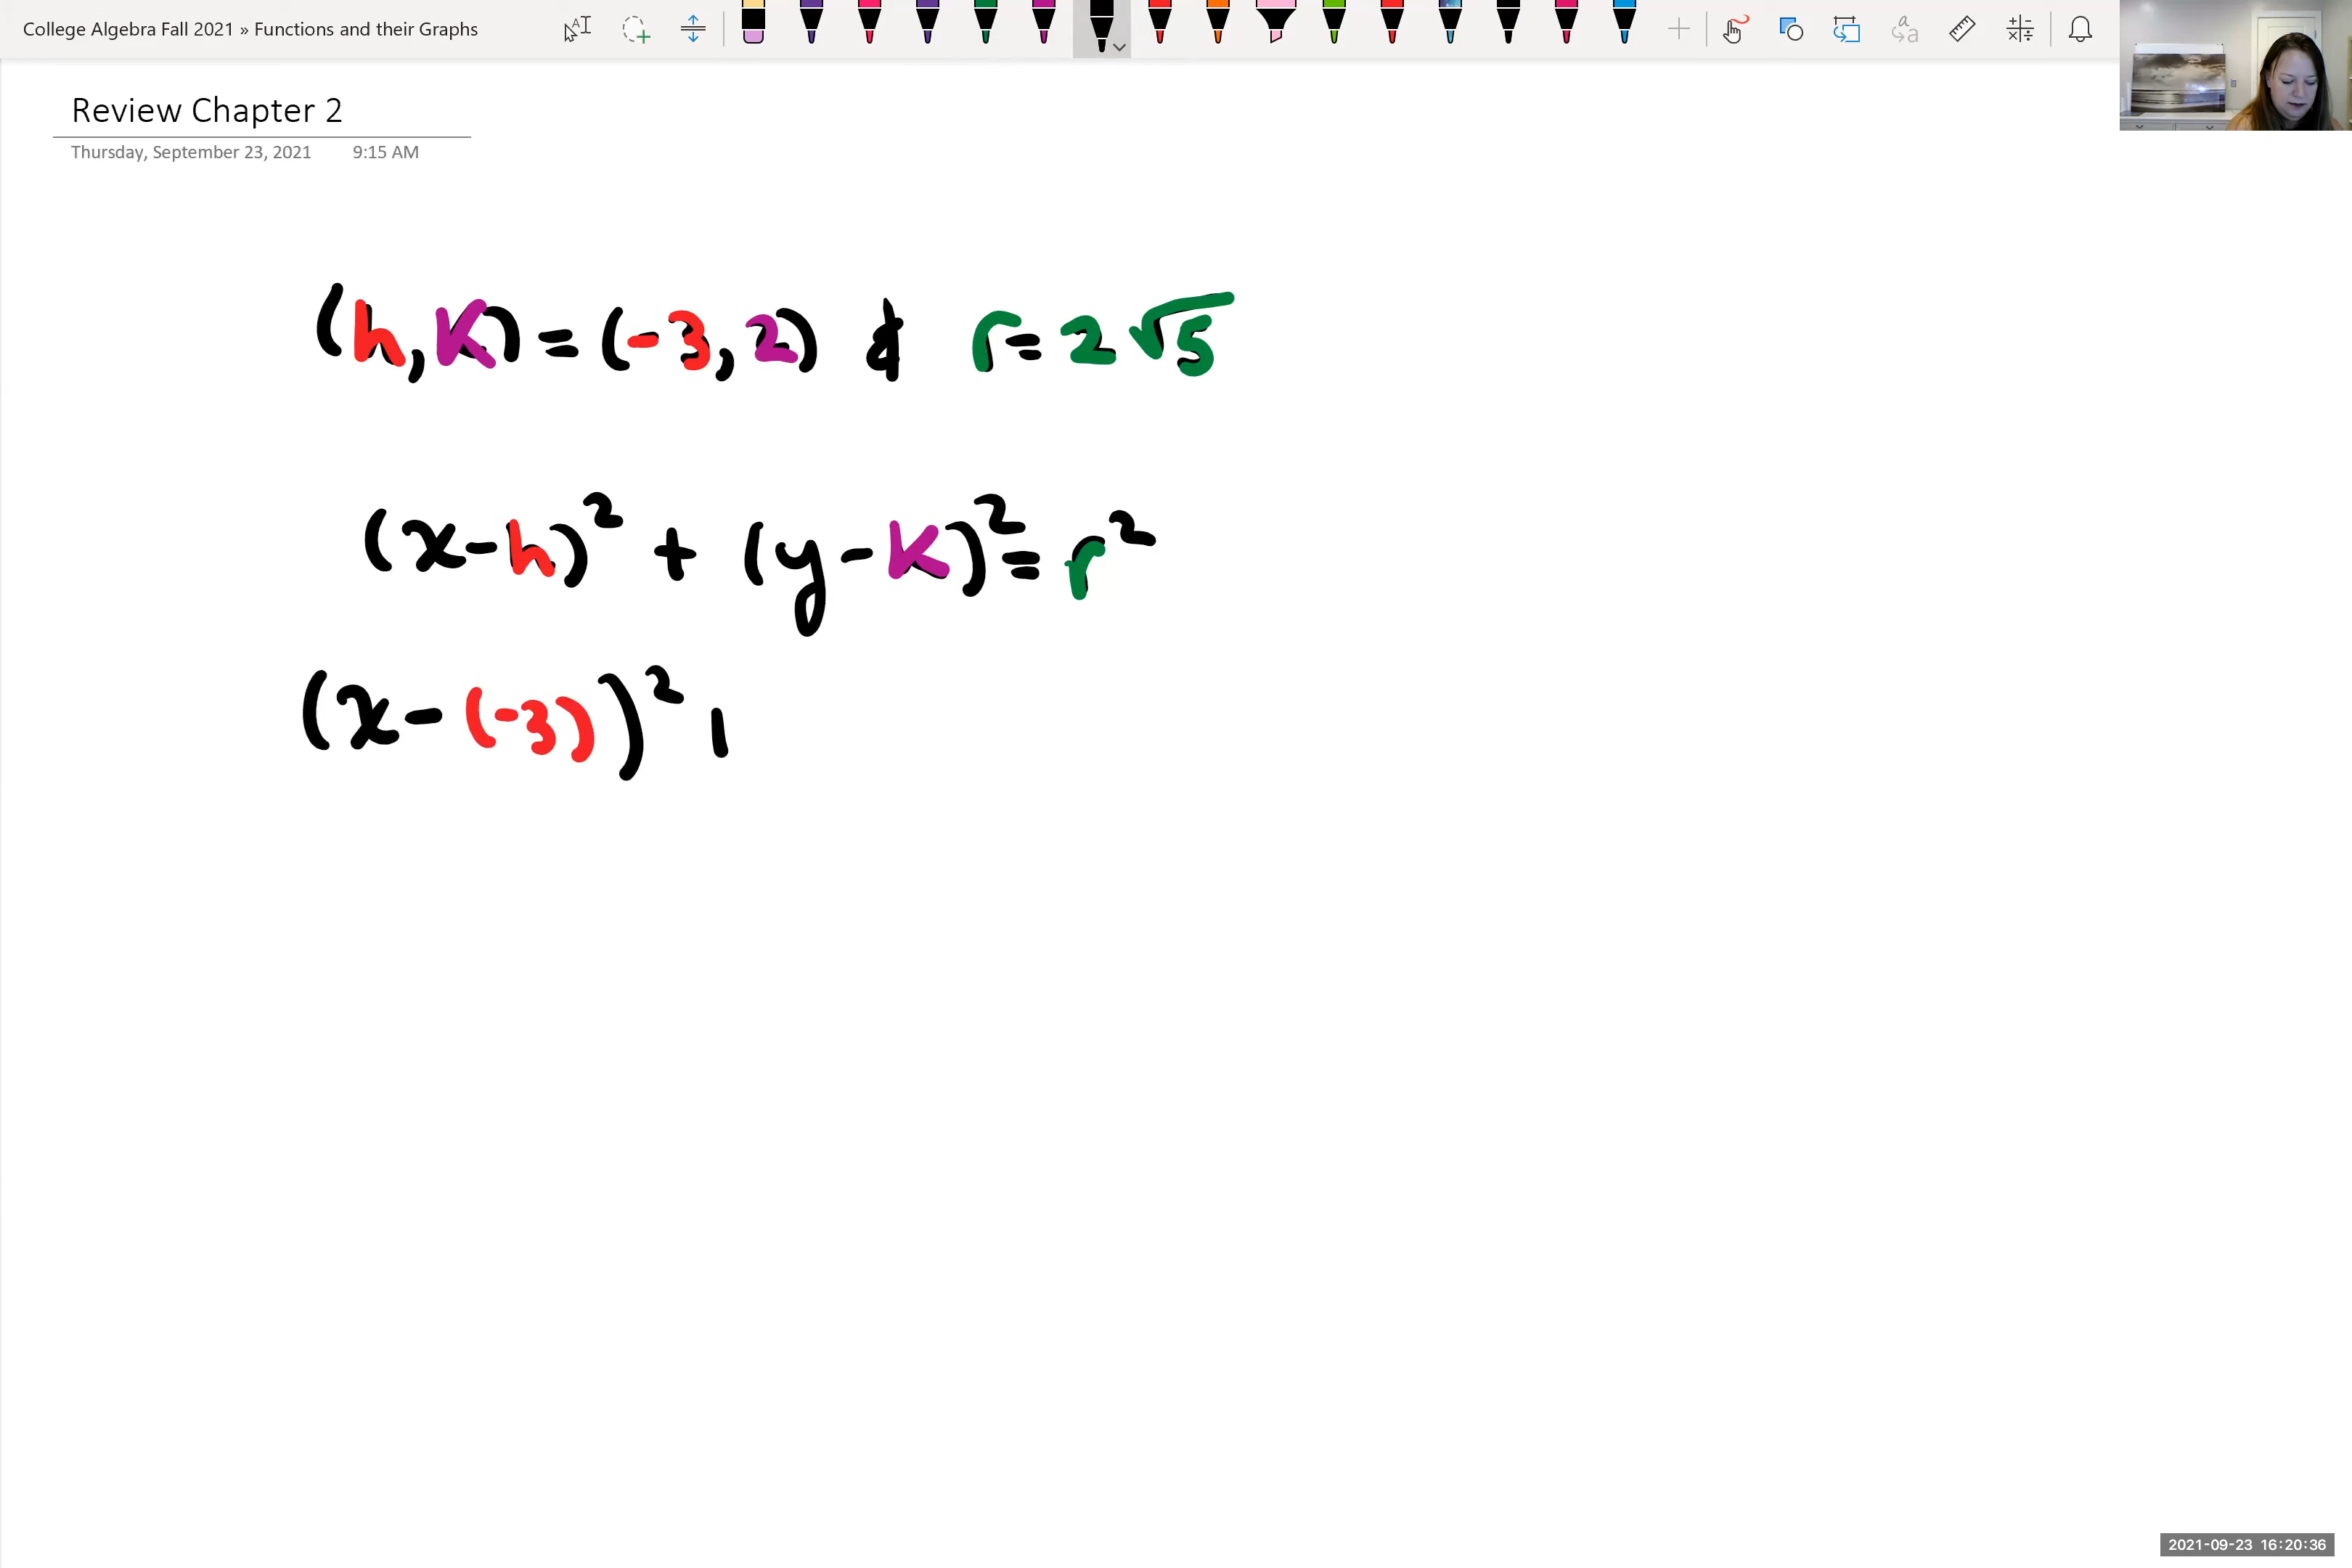 College Algebra Fall 2021 » Functions and their Graphs
Review Chapter 2
Thursday, September 23, 2021 9:15 AM
(h,k) = (-3,2) & r = 2√5
(x-h)² + (y-k)² = r²
(x-(-3))² |
2021-09-23 16:20:36